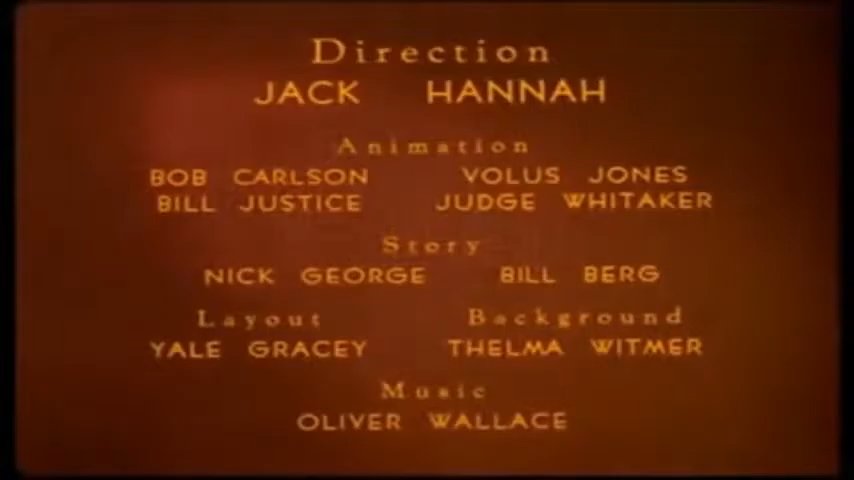 Direction
JACK HANNAH
Animation
BOB CARLSON VOLUS JONES
BILL JUSTICE JUDGE WHITAKER
Story
NICK GEORGE BILL BERG
Layout Background
YALE GRACEY THELMA WITMER
Music
OLIVER WALLACE